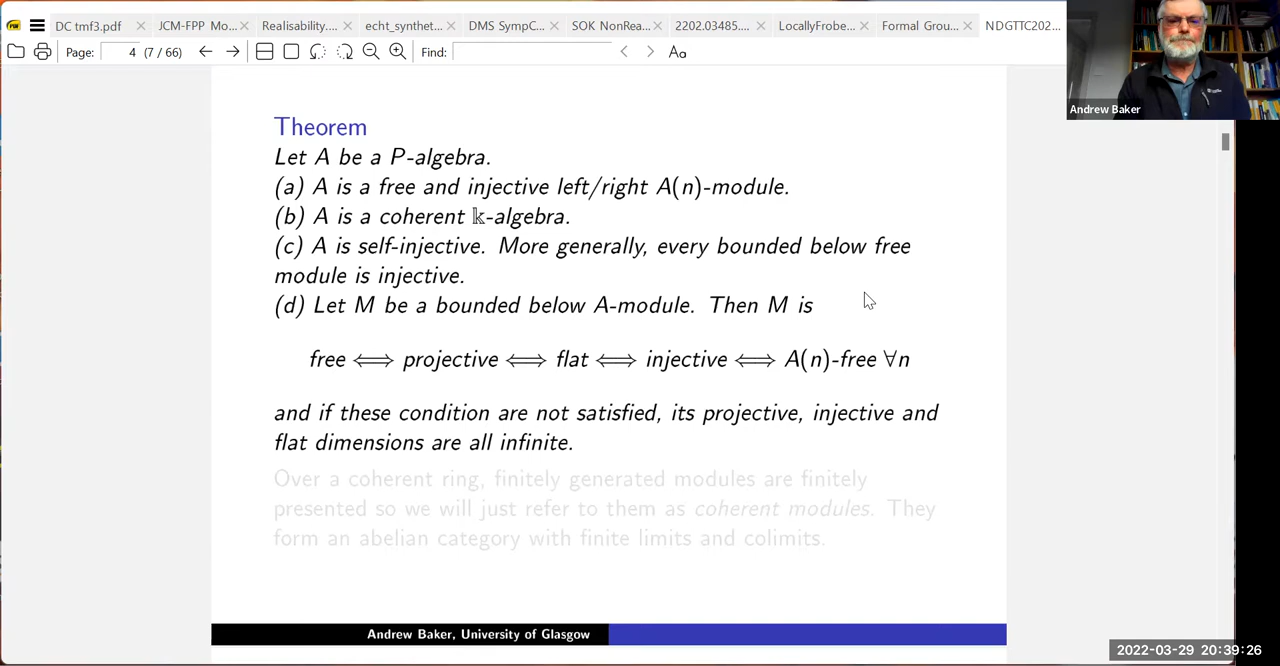 DC tmf3.pdf JCM-FPP Mo... Realisability.... echt_synthet... DMS SympC... SOK NonRea... 2202.03485.... LocallyFrobe... Formal Grou... NDGTTC202...
Page: 4 (7 / 66) Find: Aa
Andrew Baker
Theorem
Let A be a P-algebra.
(a) A is a free and injective left/right A(n)-module.
(b) A is a coherent 𝕜-algebra.
(c) A is self-injective. More generally, every bounded below free
module is injective.
(d) Let M be a bounded below A-module. Then M is
free ⟺ projective ⟺ flat ⟺ injective ⟺ A(n)-free ∀n
and if these condition are not satisfied, its projective, injective and
flat dimensions are all infinite.
Over a coherent ring, finitely generated modules are finitely
presented so we will just refer to them as coherent modules. They
form an abelian category with finite limits and colimits.
Andrew Baker, University of Glasgow
2022-03-29 20:39:26